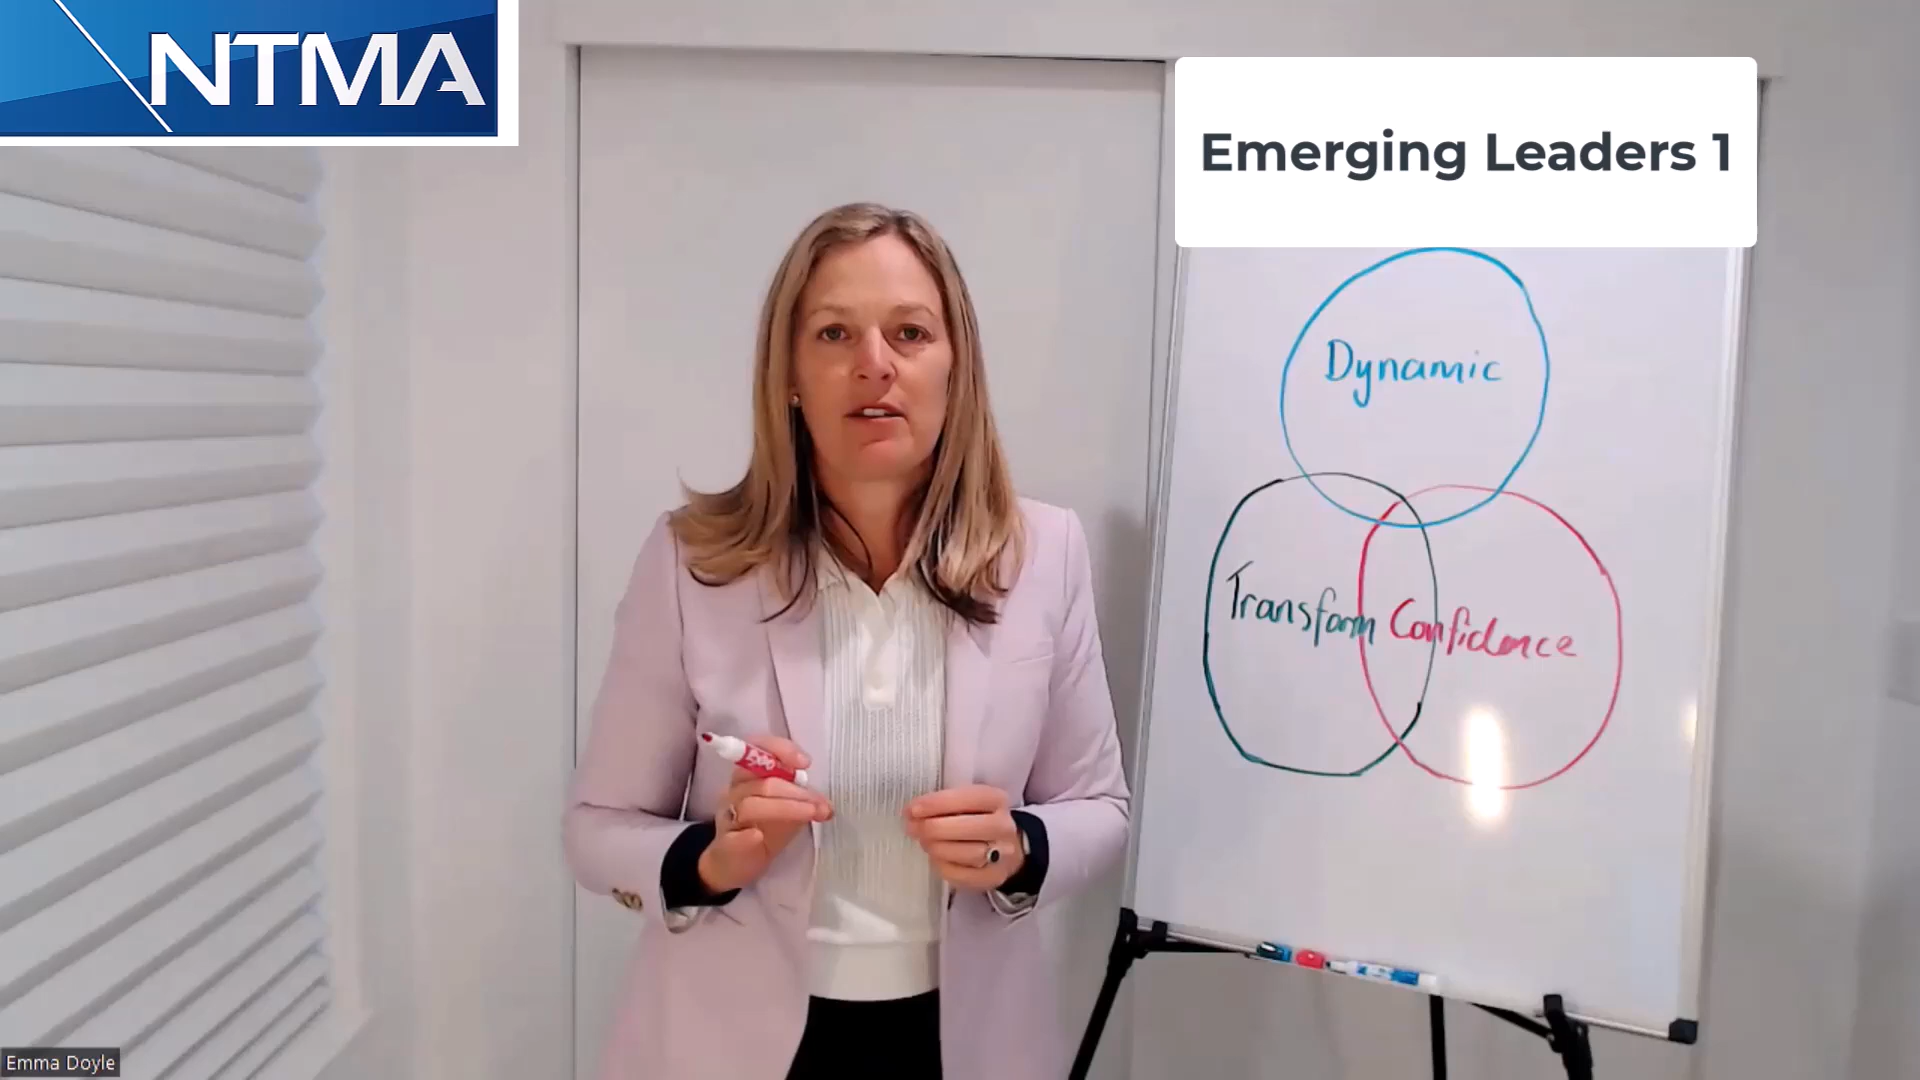 NTMA
Emerging Leaders 1
Dynamic
Transform Confidence
Emma Doyle